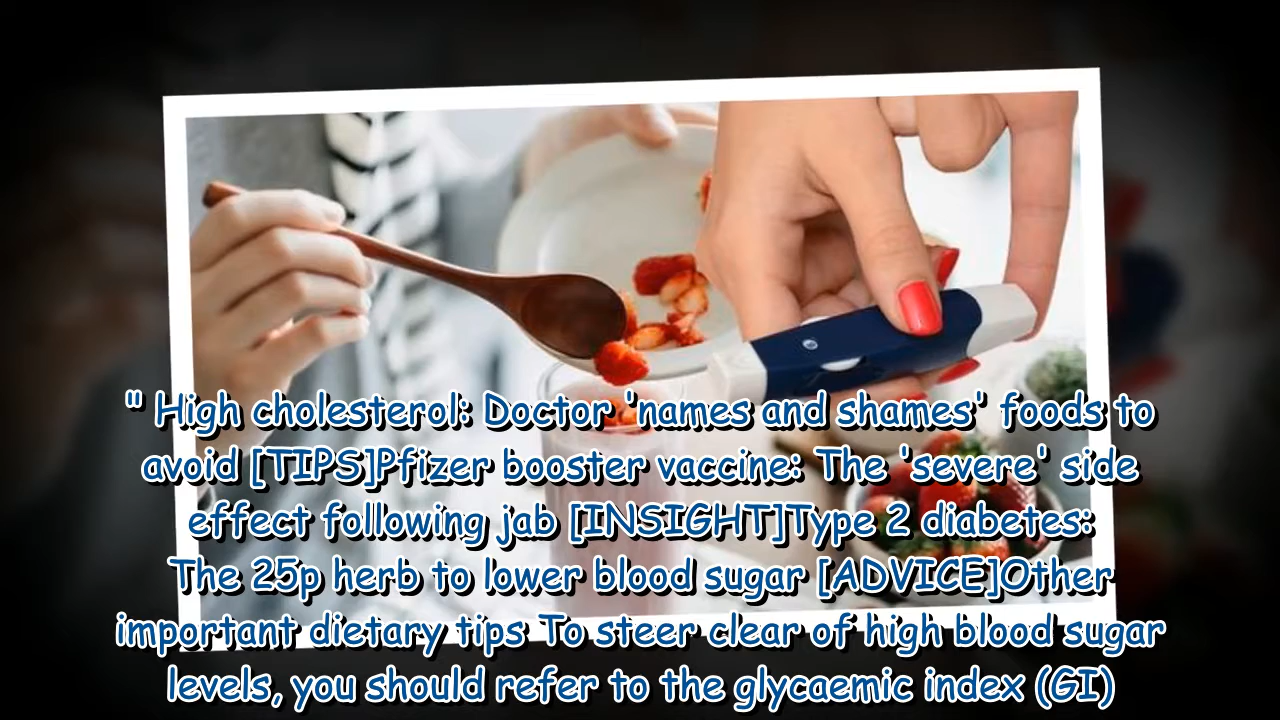 " High cholesterol: Doctor 'names and shames' foods to
avoid [TIPS]Pfizer booster vaccine: The 'severe' side
effect following jab [INSIGHT]Type 2 diabetes:
The 25p herb to lower blood sugar [ADVICE]Other
important dietary tips To steer clear of high blood sugar
levels, you should refer to the glycaemic index (GI)